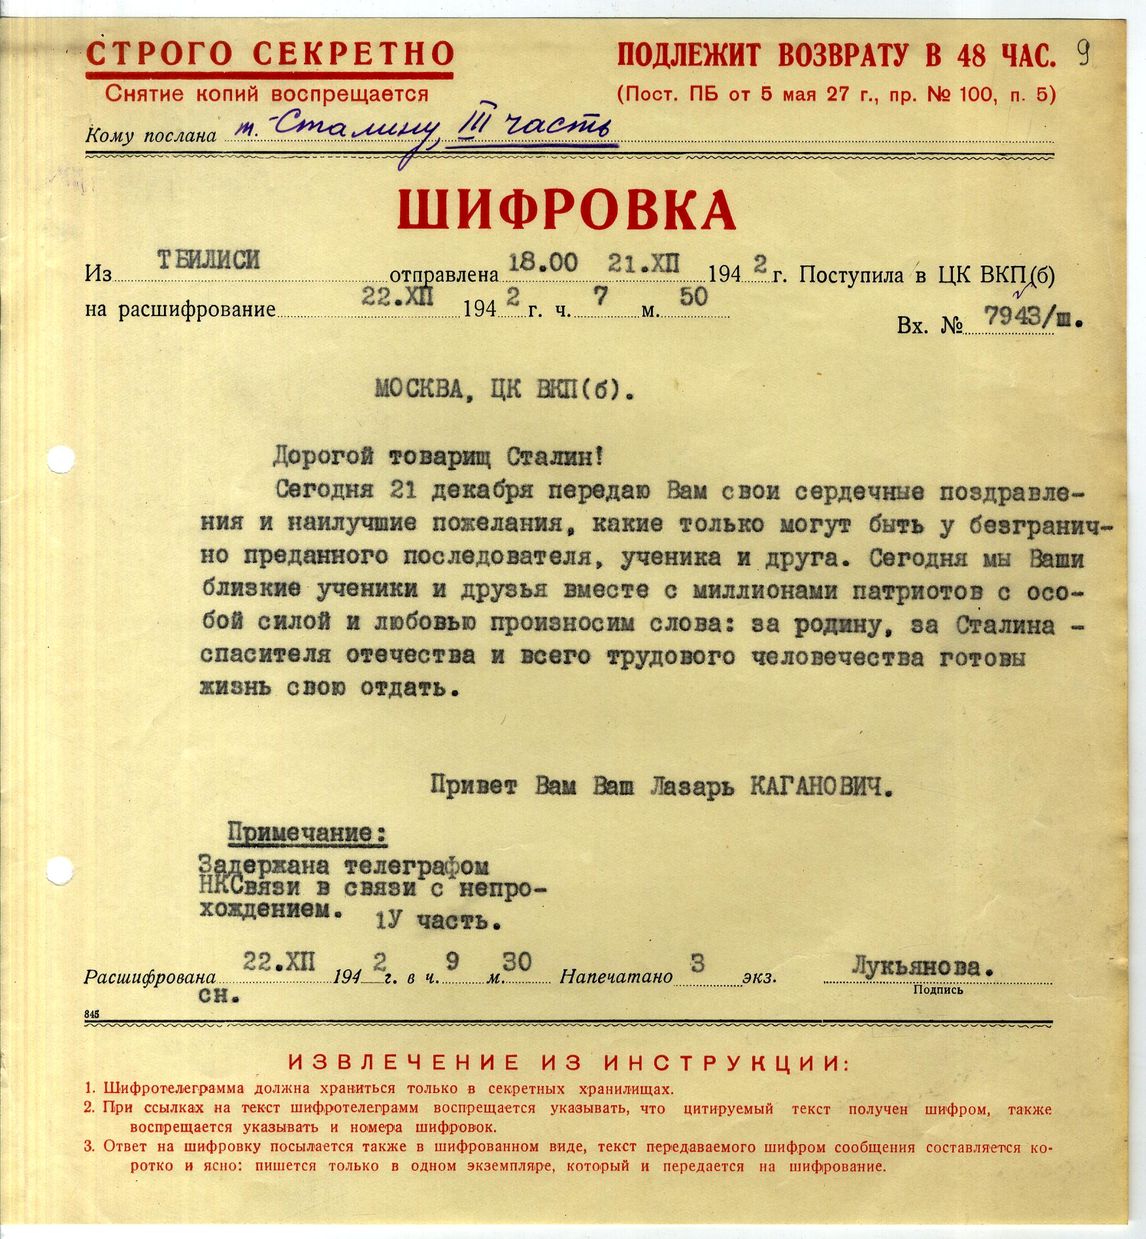 СТРОГО СЕКРЕТНО
Снятие копий воспрещается
ПОДЛЕЖИТ ВОЗВРАТУ В 48 ЧАС. 9
(Пост. ПБ от 5 мая 27 г., пр. № 100, п. 5)
Кому послана т. Сталину, III часть
ШИФРОВКА
Из ТБИЛИСИ отправлена 18.00 21.XII 1942 г. Поступила в ЦК ВКП(б)
на расшифрование 22.XII 1942 г. ч. 7 м. 50
Вх. № 7943/ш.
МОСКВА, ЦК ВКП(б).
Дорогой товарищ Сталин!
Сегодня 21 декабря передаю Вам свои сердечные поздравле-
ния и наилучшие пожелания, какие только могут быть у безгранич-
но преданного последователя, ученика и друга. Сегодня мы Ваши
близкие ученики и друзья вместе с миллионами патриотов с осо-
бой силой и любовью произносим слова: за родину, за Сталина -
спасителя отечества и всего трудового человечества готовы
жизнь свою отдать.
Привет Вам Ваш Лазарь КАГАНОВИЧ.
Примечание:
Задержана телеграфом
НКСвязи в связи с непро-
хождением. 1У часть.
Расшифрована 22.XII 1942 г. в ч. 9 м. 30 Напечатано 3 экз. Лукьянова.
сн.
Подпись
845
ИЗВЛЕЧЕНИЕ ИЗ ИНСТРУКЦИИ:
1. Шифротелеграмма должна храниться только в секретных хранилищах.
2. При ссылках на текст шифротелеграмм воспрещается указывать, что цитируемый текст получен шифром, также
воспрещается указывать и номера шифровок.
3. Ответ на шифровку посылается также в шифрованном виде, текст передаваемого шифром сообщения составляется ко-
ротко и ясно: пишется только в одном экземпляре, который и передается на шифрование.